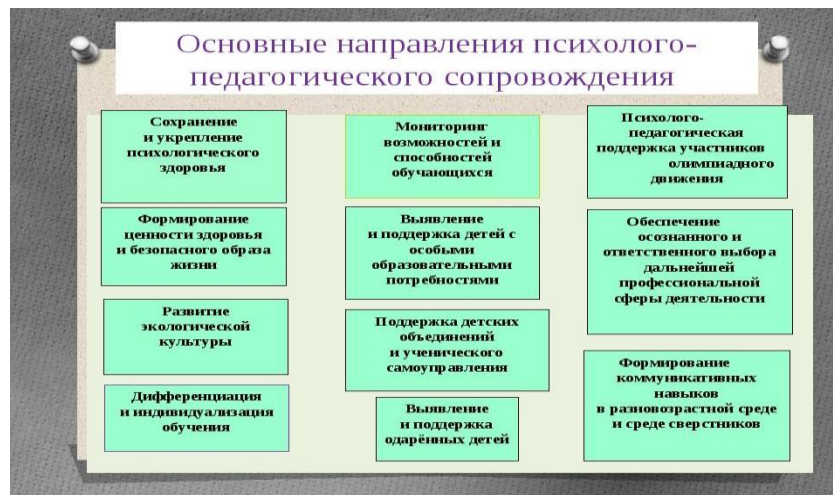 Основные направления психолого-
педагогического сопровождения
Сохранение
и укрепление
психологического
здоровья
Формирование
ценности здоровья
и безопасного образа
жизни
Развитие
экологической
культуры
Дифференциация
и индивидуализация
обучения
Мониторинг
возможностей и
способностей
обучающихся
Выявление
и поддержка детей с
особыми
образовательными
потребностями
Поддержка детских
объединений
и ученического
самоуправления
Выявление
и поддержка
одарённых детей
Психолого-
педагогическая
поддержка участников
олимпиадного
движения
Обеспечение
осознанного и
ответственного выбора
дальнейшей
профессиональной
сферы деятельности
Формирование
коммуникативных
навыков
в разновозрастной среде
и среде сверстников